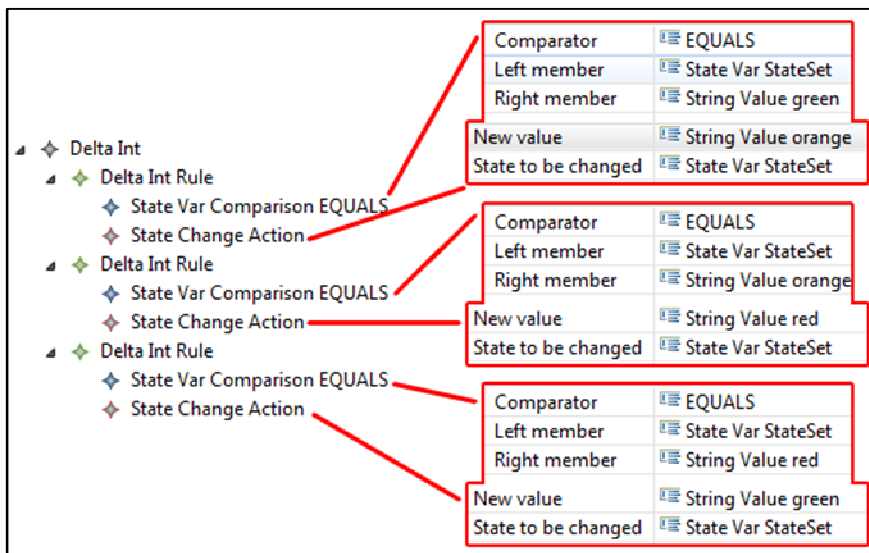 Delta Int
Delta Int Rule
State Var Comparison EQUALS
State Change Action
Delta Int Rule
State Var Comparison EQUALS
State Change Action
Delta Int Rule
State Var Comparison EQUALS
State Change Action
Comparator EQUALS
Left member State Var StateSet
Right member String Value green
New value String Value orange
State to be changed State Var StateSet
Comparator EQUALS
Left member State Var StateSet
Right member String Value orange
New value String Value red
State to be changed State Var StateSet
Comparator EQUALS
Left member State Var StateSet
Right member String Value red
New value String Value green
State to be changed State Var StateSet